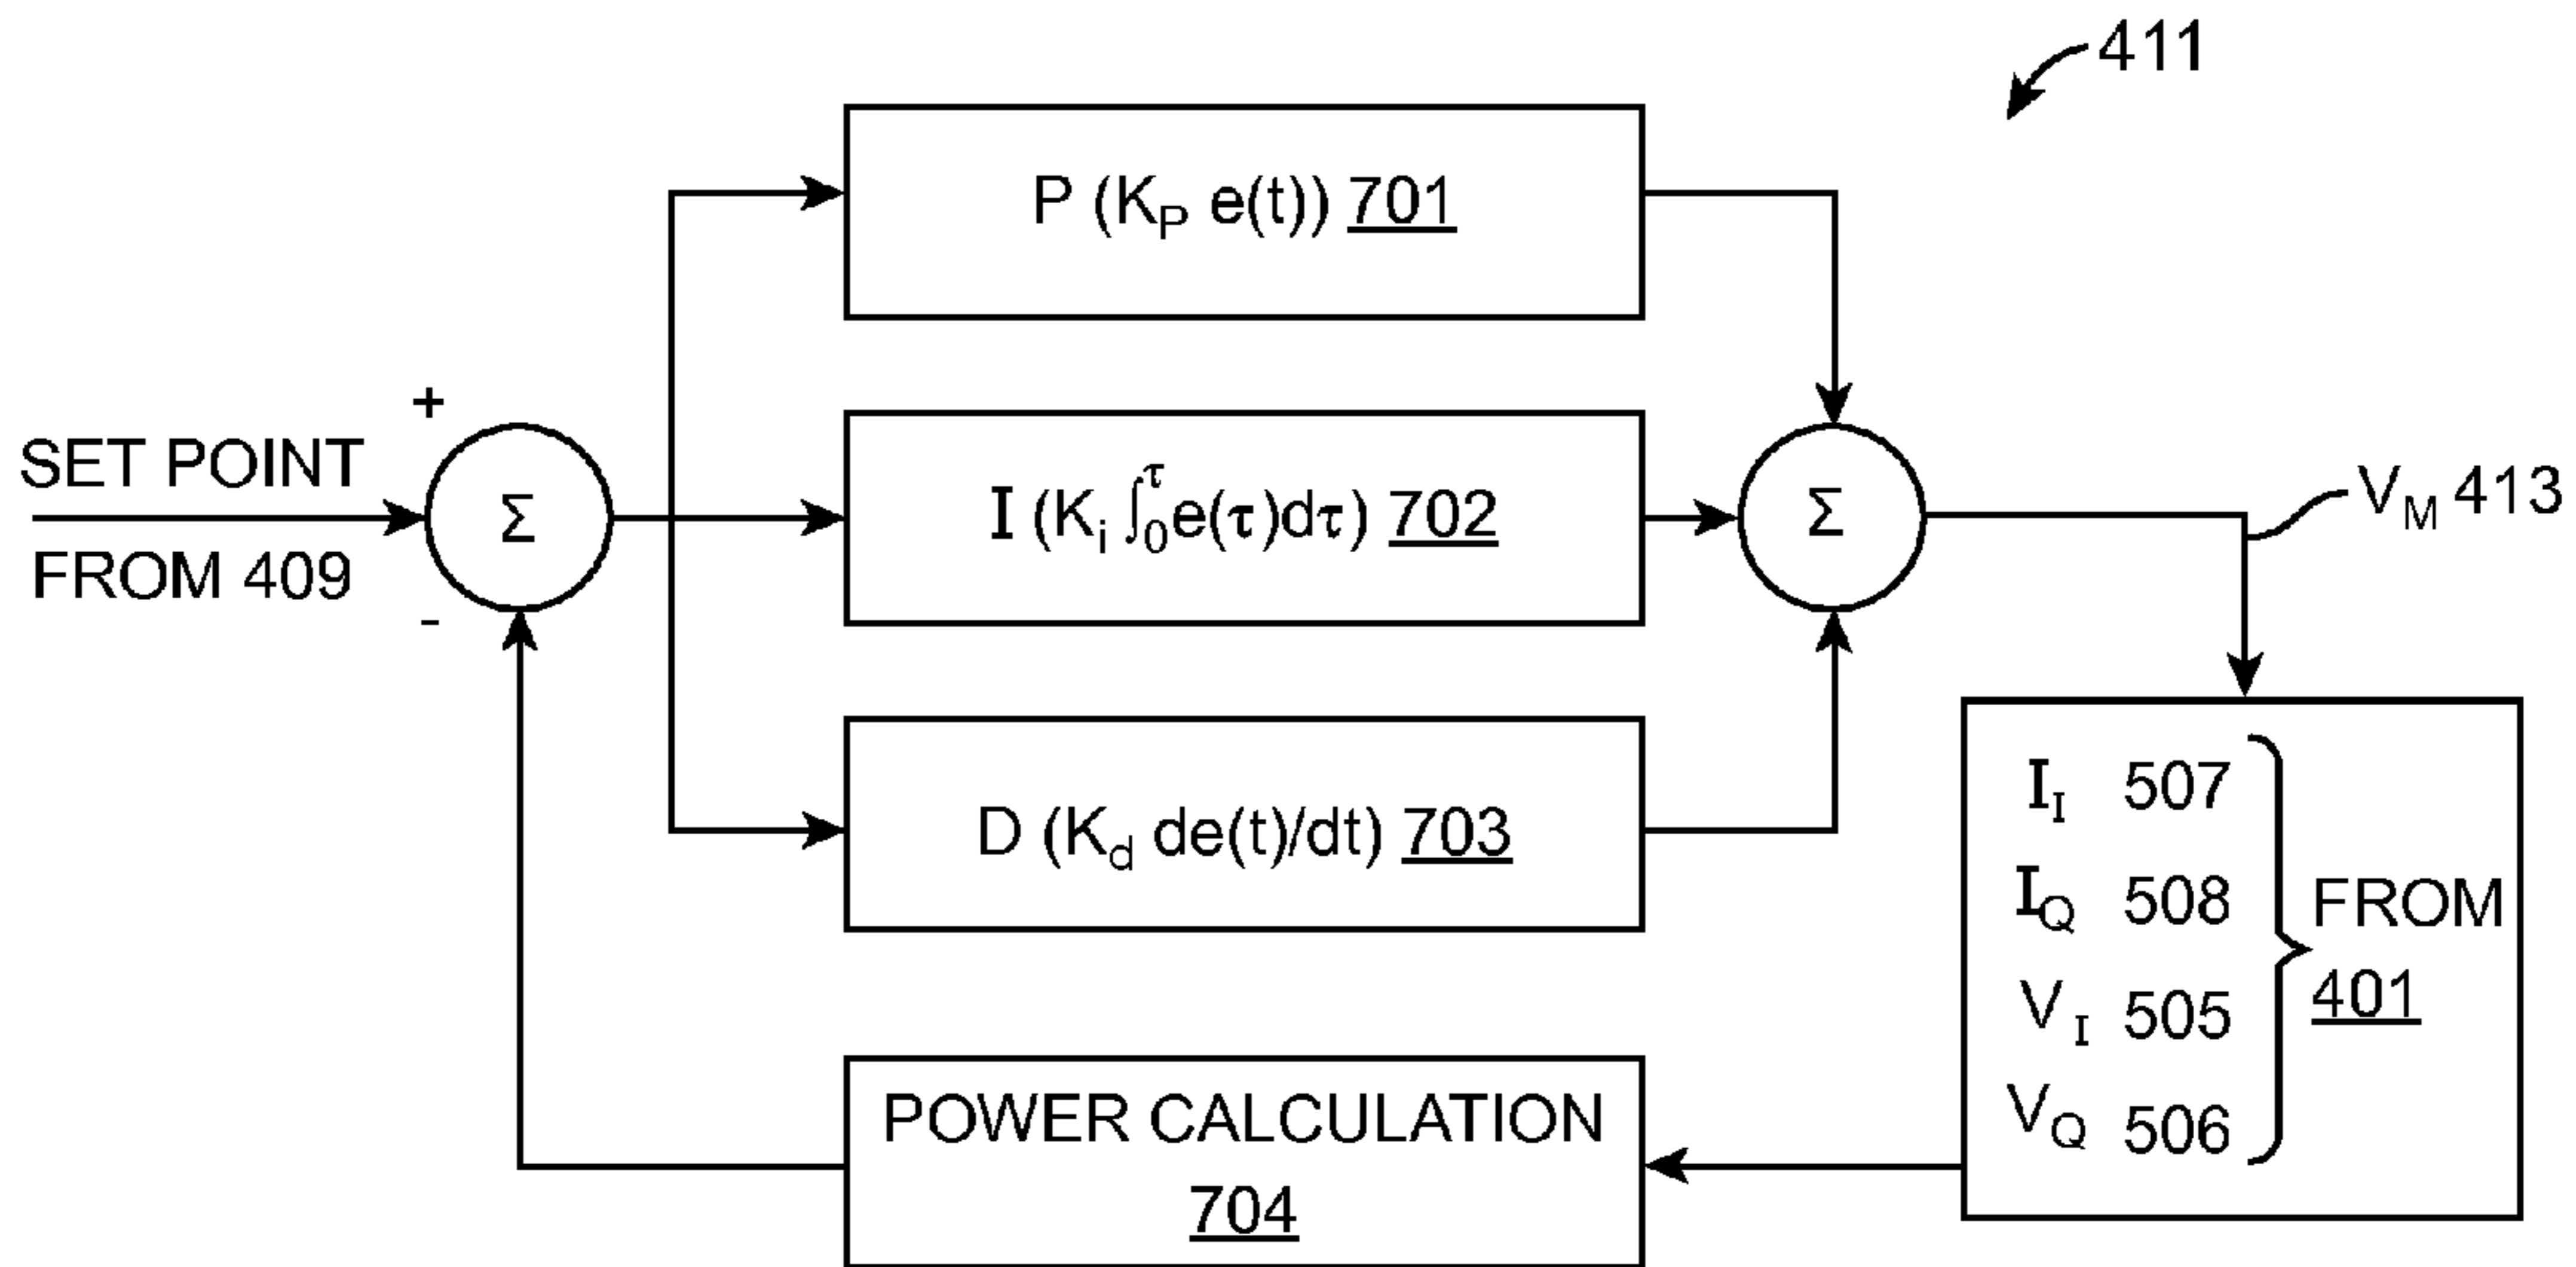 411
P (K_P e(t)) 701
+
SET POINT
FROM 409
-
Σ
I (K_i ∫_0^τ e(τ)dτ) 702
Σ
V_M 413
D (K_d de(t)/dt) 703
I_I 507
I_Q 508
V_I 505
V_Q 506
FROM
401
POWER CALCULATION
704